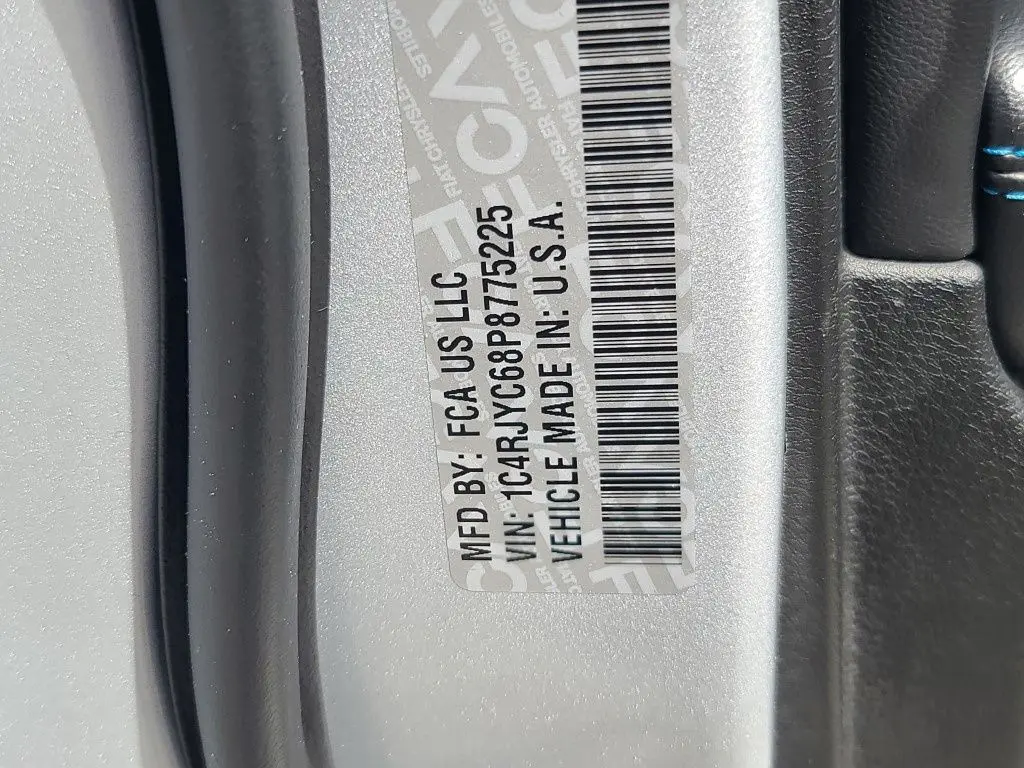 MFD BY: FCA US LLC
VIN: 1C4RJYC68P8775225
VEHICLE MADE IN: U.S.A.